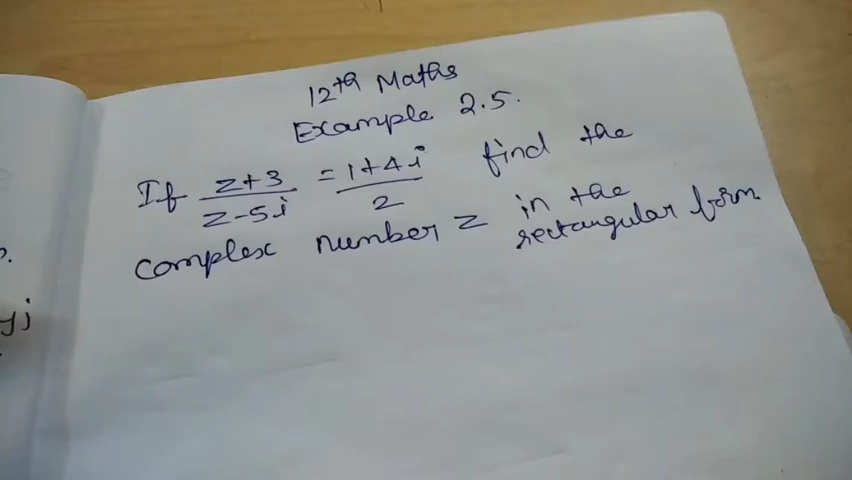 12th Maths
Example 2.5.
If z+3/z-5i = 1+4i/2 find the
complex number z in the
rectangular form
yj